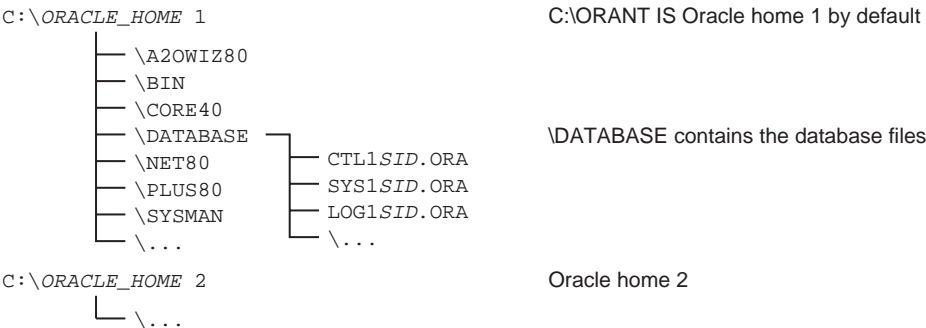 C:\ORACLE_HOME 1 C:\ORANT IS Oracle home 1 by default
\A2OWIZ80
\BIN
\CORE40
\DATABASE \DATABASE contains the database files
\NET80 CTL1SID.ORA
\PLUS80 SYS1SID.ORA
\SYSMAN LOG1SID.ORA
\... \...
C:\ORACLE_HOME 2 Oracle home 2
\...